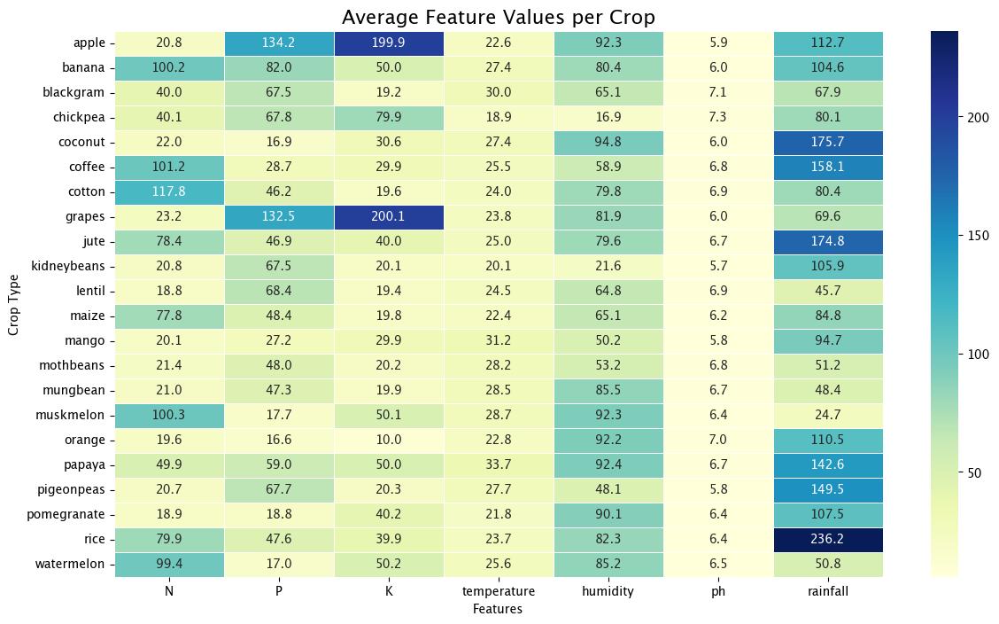 Average Feature Values per Crop
apple 20.8 134.2 199.9 22.6 92.3 5.9 112.7
banana 100.2 82.0 50.0 27.4 80.4 6.0 104.6
blackgram 40.0 67.5 19.2 30.0 65.1 7.1 67.9
chickpea 40.1 67.8 79.9 18.9 16.9 7.3 80.1
coconut 22.0 16.9 30.6 27.4 94.8 6.0 175.7
coffee 101.2 28.7 29.9 25.5 58.9 6.8 158.1
cotton 117.8 46.2 19.6 24.0 79.8 6.9 80.4
grapes 23.2 132.5 200.1 23.8 81.9 6.0 69.6
jute 78.4 46.9 40.0 25.0 79.6 6.7 174.8
kidneybeans 20.8 67.5 20.1 20.1 21.6 5.7 105.9
lentil 18.8 68.4 19.4 24.5 64.8 6.9 45.7
maize 77.8 48.4 19.8 22.4 65.1 6.2 84.8
mango 20.1 27.2 29.9 31.2 50.2 5.8 94.7
mothbeans 21.4 48.0 20.2 28.2 53.2 6.8 51.2
mungbean 21.0 47.3 19.9 28.5 85.5 6.7 48.4
muskmelon 100.3 17.7 50.1 28.7 92.3 6.4 24.7
orange 19.6 16.6 10.0 22.8 92.2 7.0 110.5
papaya 49.9 59.0 50.0 33.7 92.4 6.7 142.6
pigeonpeas 20.7 67.7 20.3 27.7 48.1 5.8 149.5
pomegranate 18.9 18.8 40.2 21.8 90.1 6.4 107.5
rice 79.9 47.6 39.9 23.7 82.3 6.4 236.2
watermelon 99.4 17.0 50.2 25.6 85.2 6.5 50.8
N P K temperature humidity ph rainfall
Features
Crop Type
200
150
100
50